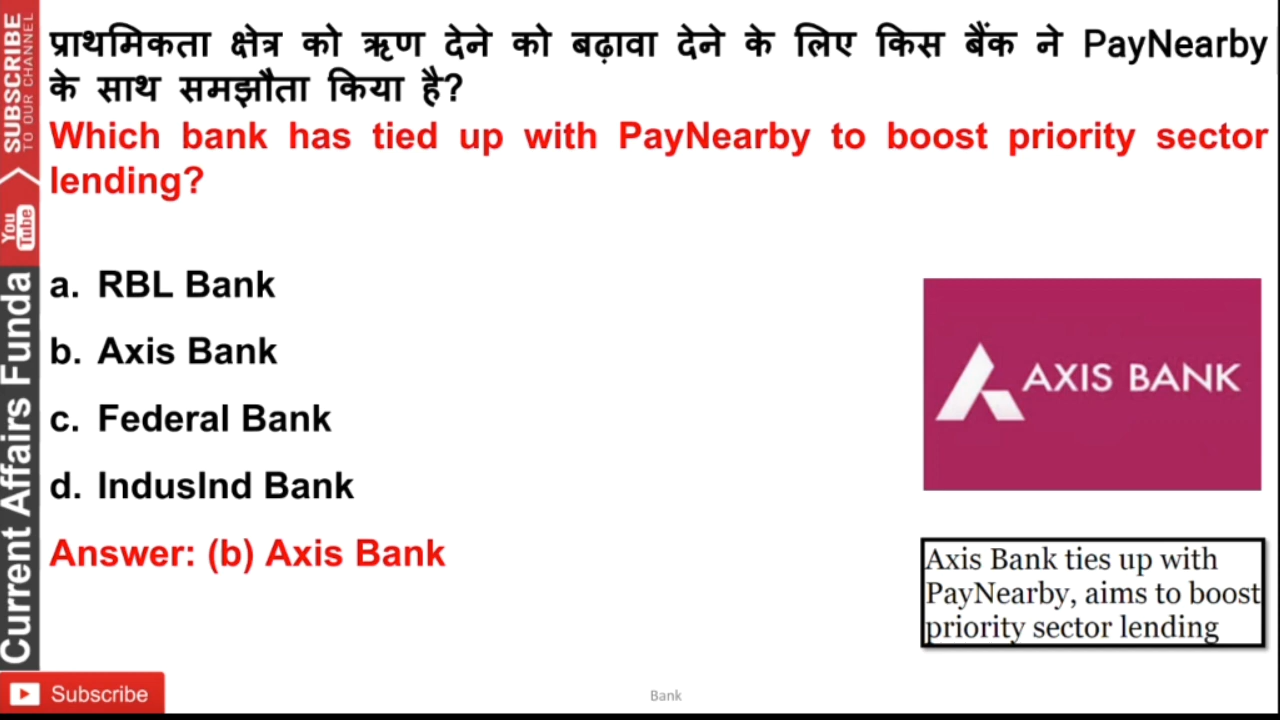 प्राथमिकता क्षेत्र को ऋण देने को बढ़ावा देने के लिए किस बैंक ने PayNearby
के साथ समझौता किया है?
Which bank has tied up with PayNearby to boost priority sector
lending?
a. RBL Bank
b. Axis Bank
c. Federal Bank
d. IndusInd Bank
Answer: (b) Axis Bank
AXIS BANK
Axis Bank ties up with
PayNearby, aims to boost
priority sector lending
SUBSCRIBE
TO OUR CHANNEL
You
Tube
Current Affairs Funda
Subscribe
Bank